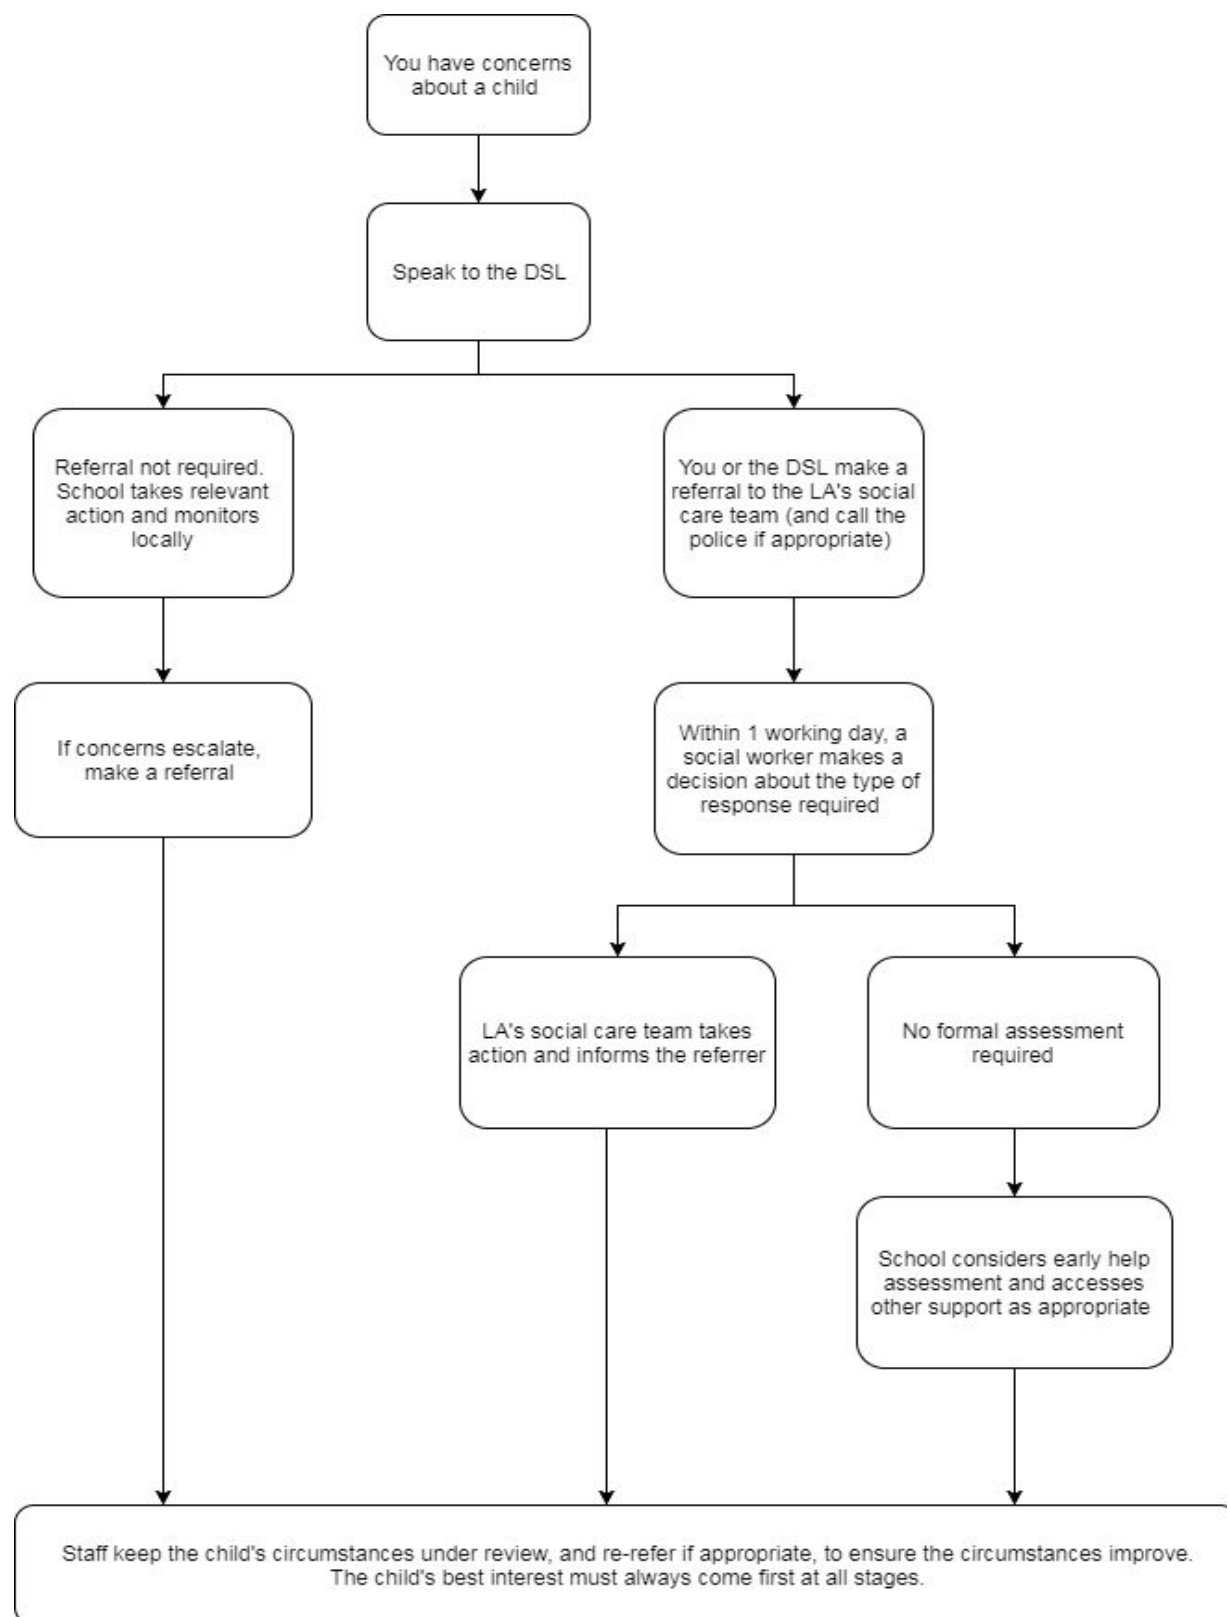 You have concerns
about a child
Speak to the DSL
Referral not required.
School takes relevant
action and monitors
locally
You or the DSL make a
referral to the LA's social
care team (and call the
police if appropriate)
If concerns escalate,
make a referral
Within 1 working day, a
social worker makes a
decision about the type of
response required
LA's social care team takes
action and informs the referrer
No formal assessment
required
School considers early help
assessment and accesses
other support as appropriate
Staff keep the child's circumstances under review, and re-refer if appropriate, to ensure the circumstances improve.
The child's best interest must always come first at all stages.